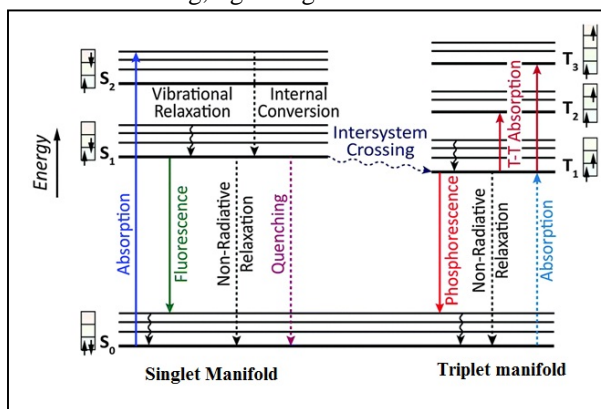 S2
Vibrational Relaxation
Internal Conversion
S1
Energy
Absorption
Fluorescence
Non-Radiative Relaxation
Quenching
Intersystem Crossing
S0
Singlet Manifold
T3
T2
T-T Absorption
T1
Phosphorescence
Non-Radiative Relaxation
Absorption
Triplet manifold